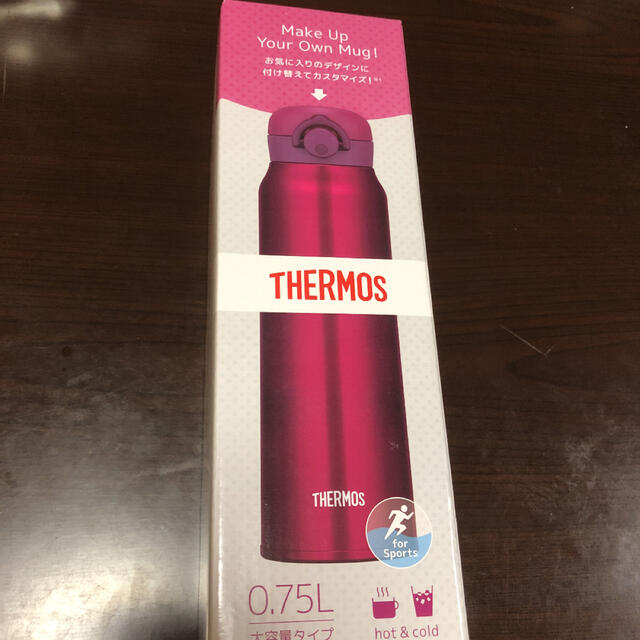 Make Up
Your Own Mug!
お気に入りのデザインに
付け替えてカスタマイズ!
THERMOS
THERMOS
for
Sports
0.75L
大容量タイプ
hot & cold